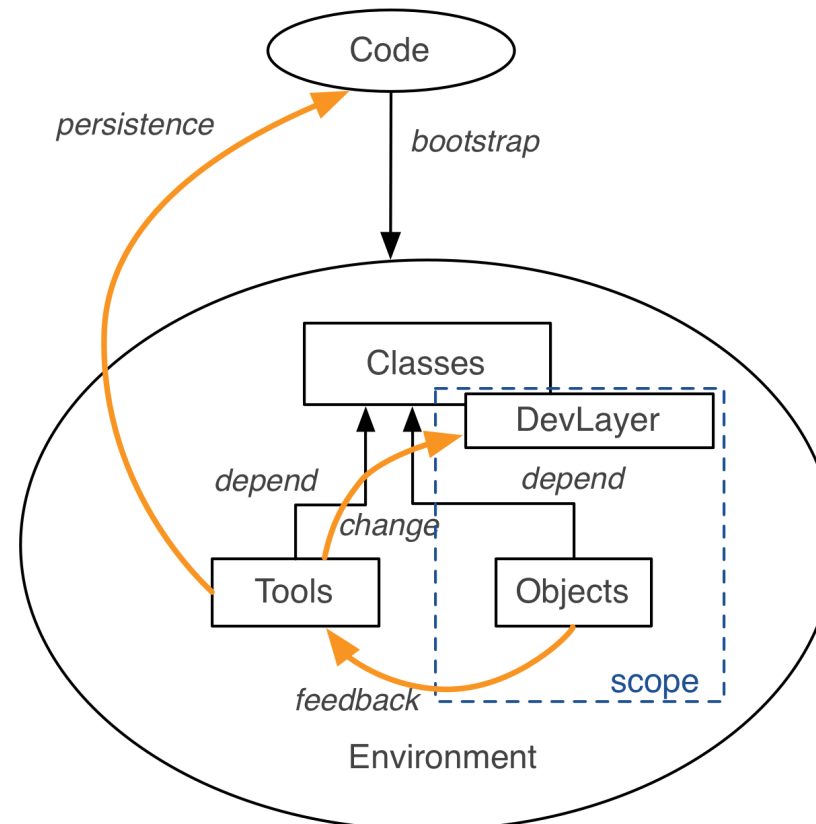 Code
persistence
bootstrap
Classes
DevLayer
depend
depend
change
Tools
Objects
scope
feedback
Environment